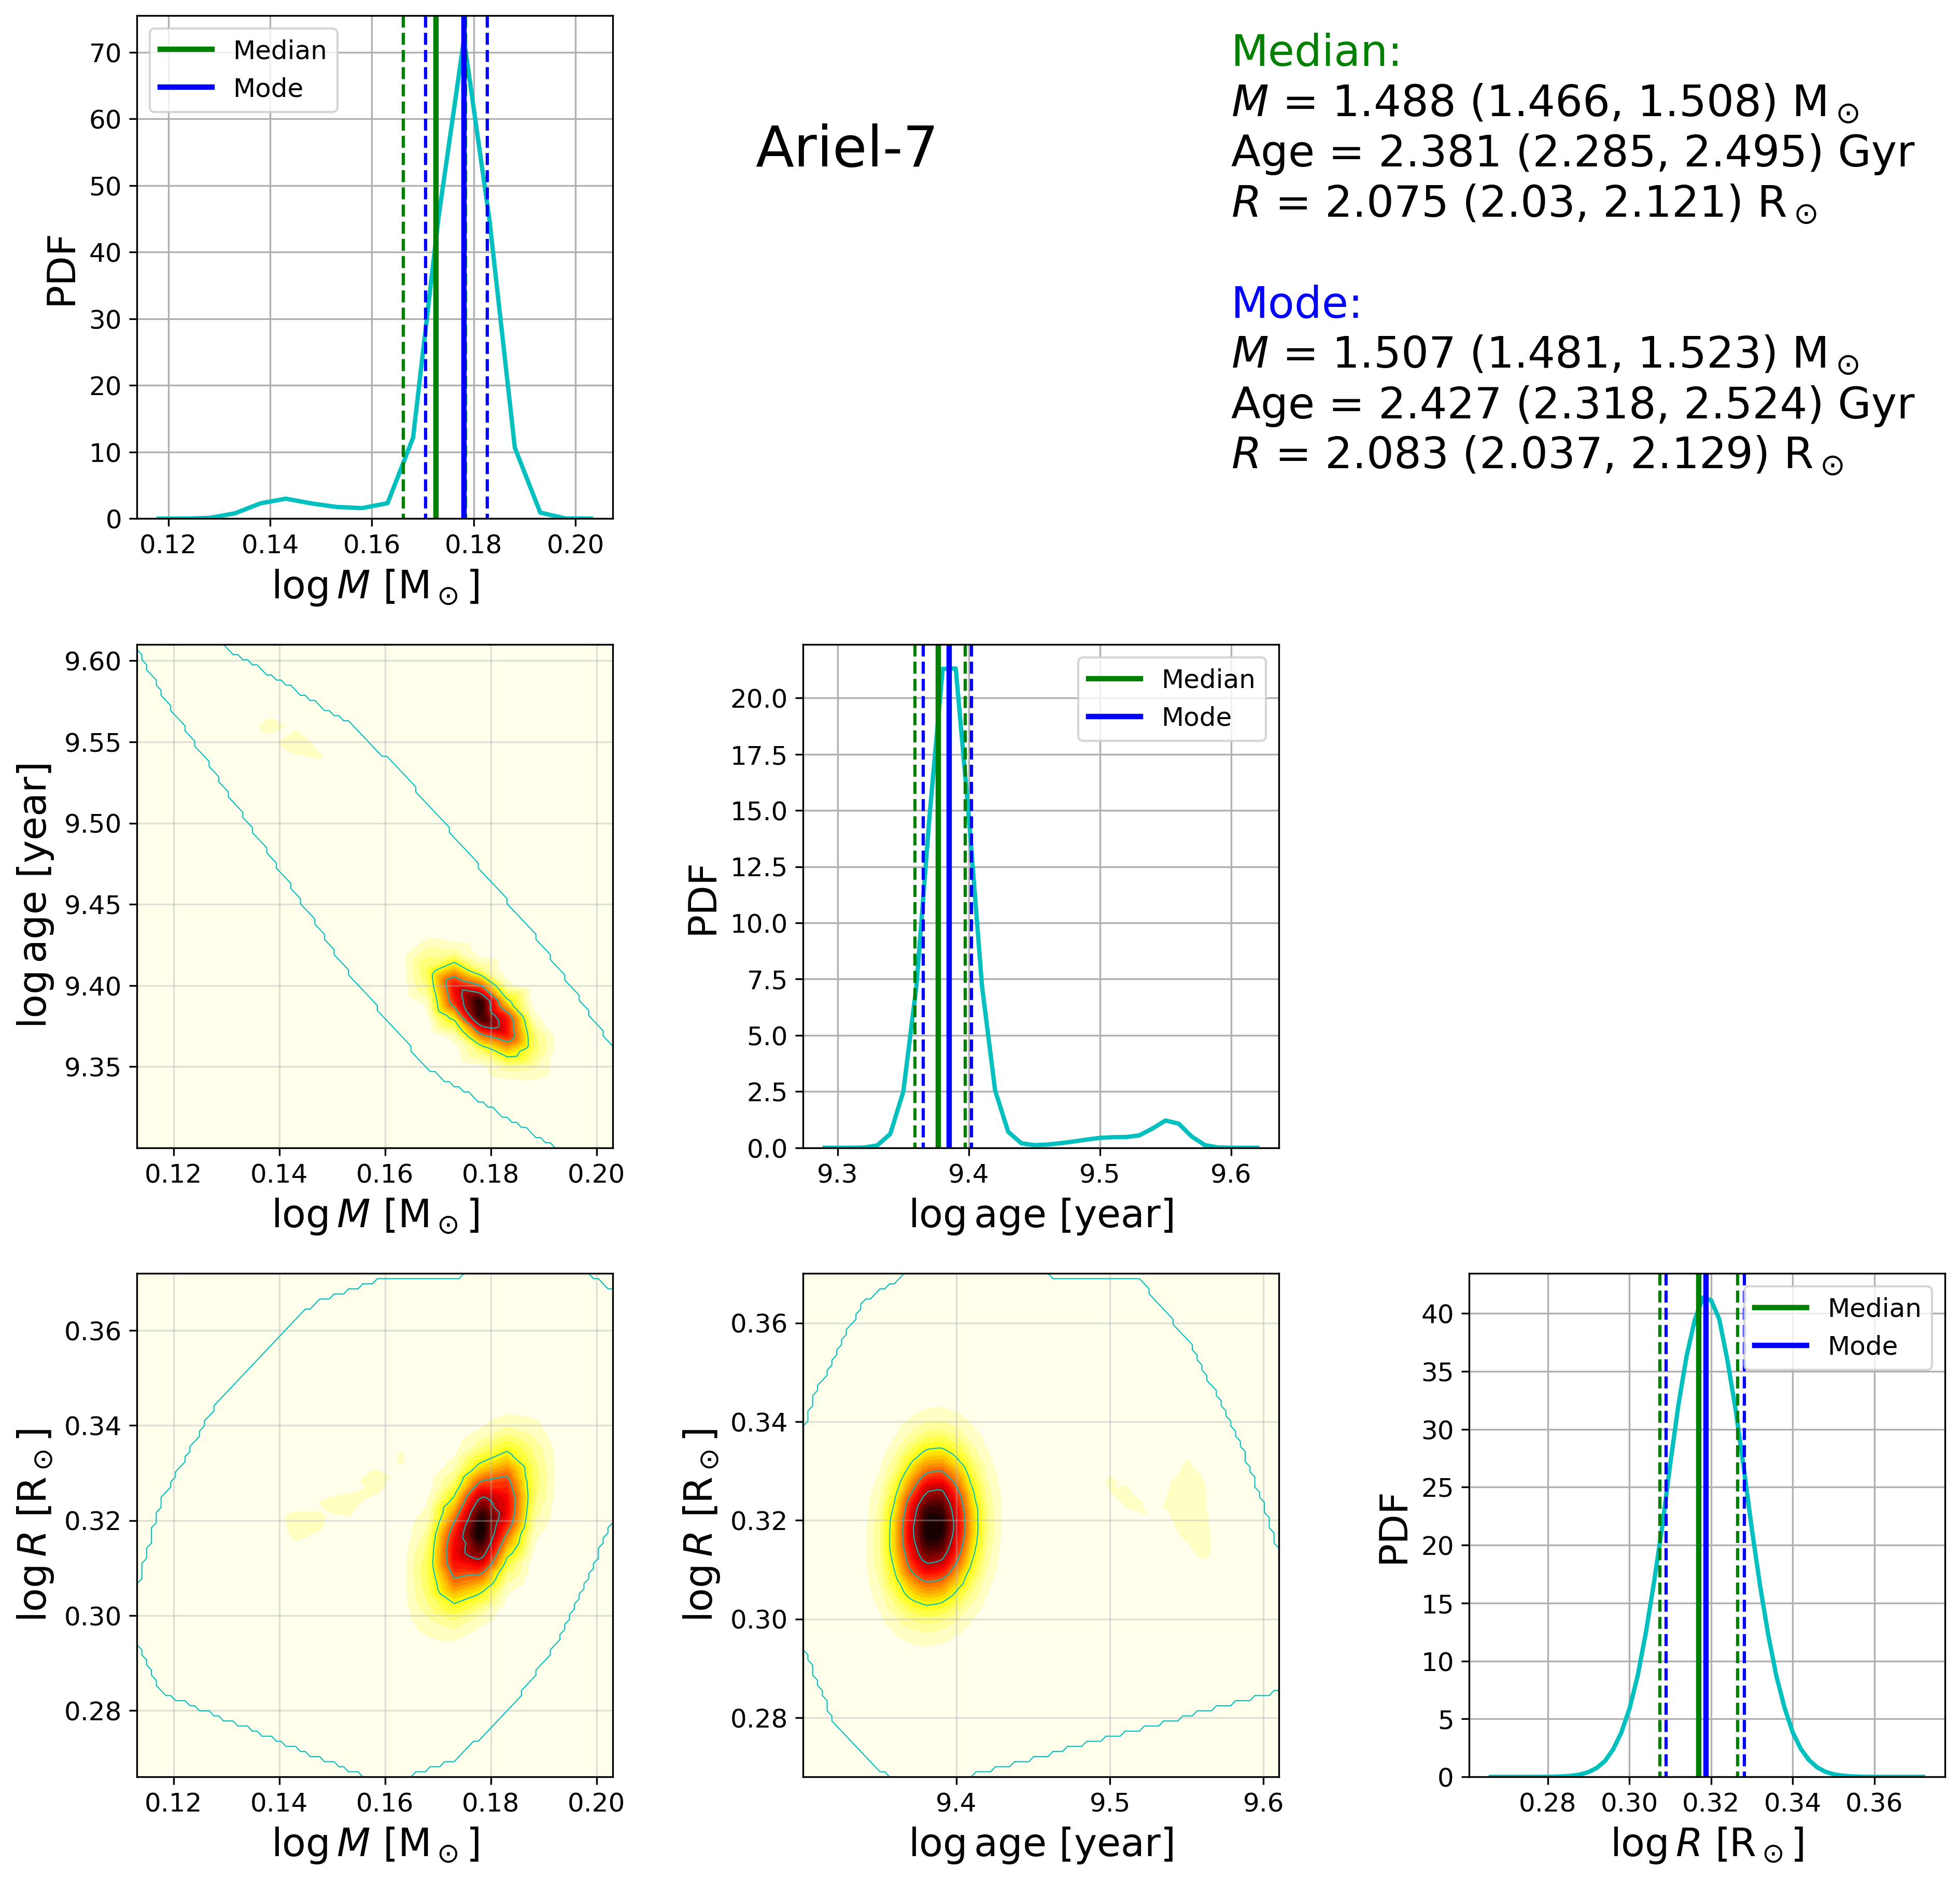 Median
Mode
70
60
50
40
30
20
10
0
PDF
0.12 0.14 0.16 0.18 0.20
log M [M⊙]
Ariel-7
Median:
M = 1.488 (1.466, 1.508) M⊙
Age = 2.381 (2.285, 2.495) Gyr
R = 2.075 (2.03, 2.121) R⊙
Mode:
M = 1.507 (1.481, 1.523) M⊙
Age = 2.427 (2.318, 2.524) Gyr
R = 2.083 (2.037, 2.129) R⊙
9.60
9.55
9.50
9.45
9.40
9.35
log age [year]
0.12 0.14 0.16 0.18 0.20
log M [M⊙]
Median
Mode
20.0
17.5
15.0
12.5
10.0
7.5
5.0
2.5
0.0
PDF
9.3 9.4 9.5 9.6
log age [year]
0.36
0.34
0.32
0.30
0.28
log R [R⊙]
0.12 0.14 0.16 0.18 0.20
log M [M⊙]
0.36
0.34
0.32
0.30
0.28
log R [R⊙]
9.4 9.5 9.6
log age [year]
Median
Mode
40
35
30
25
20
15
10
5
0
PDF
0.28 0.30 0.32 0.34 0.36
log R [R⊙]